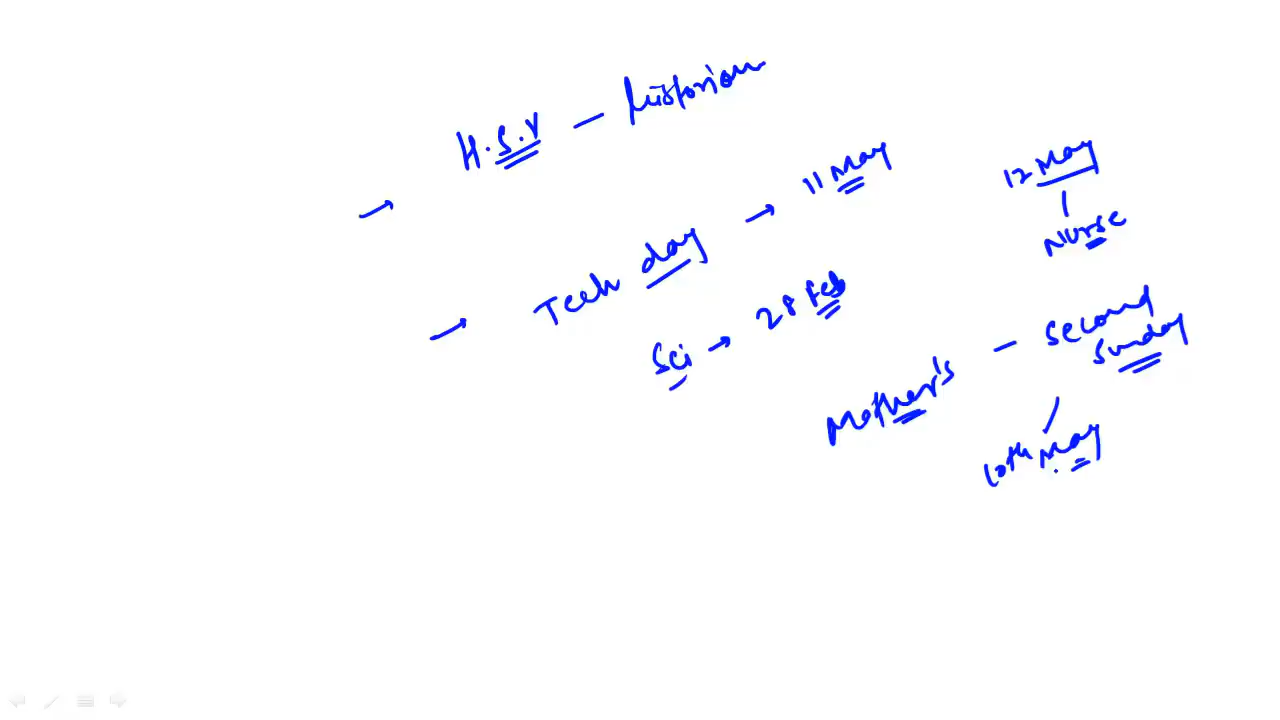 H.S.V - historian
→
→ Tech day → 11 May
Sci → 28 Feb
12 May
Nurse
Mother's - Second
Sunday
10th May